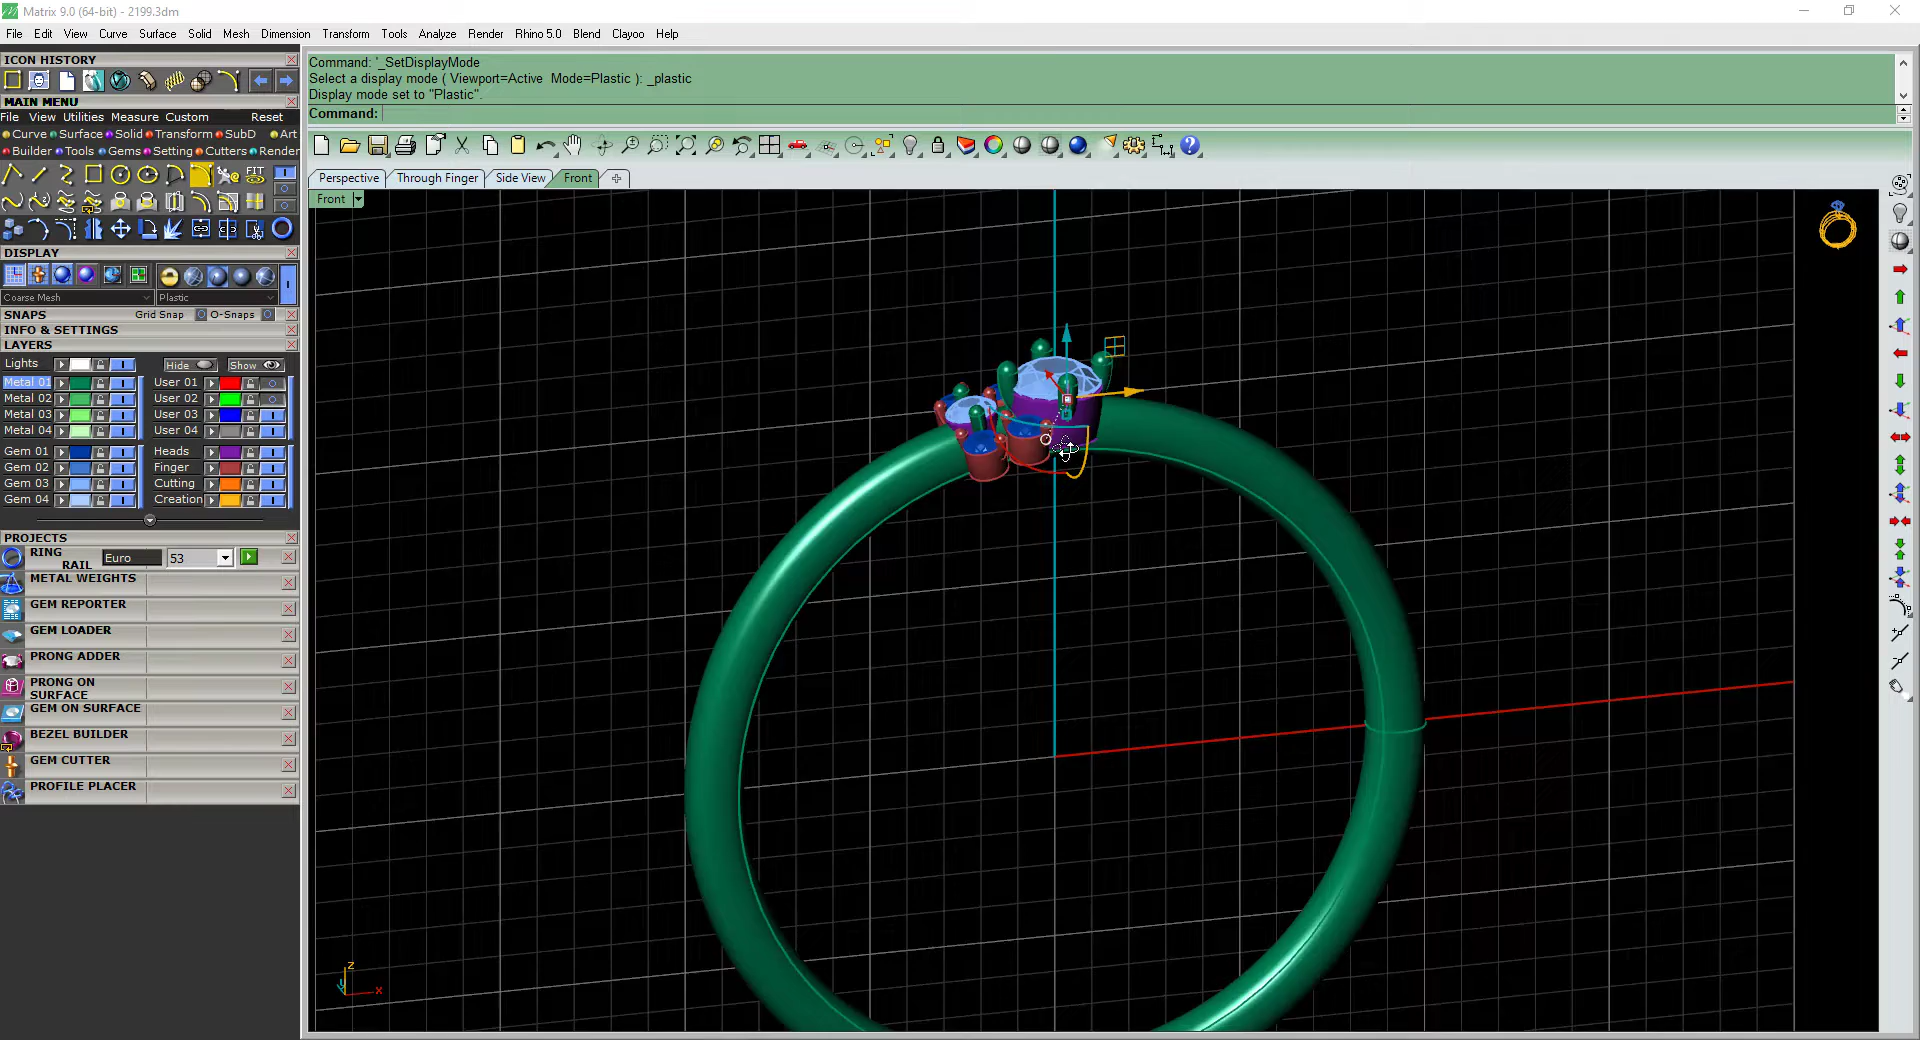 Matrix 9.0 (64-bit) - 2199.3dm
File Edit View Curve Surface Solid Mesh Dimension Transform Tools Analyze Render Rhino 5.0 Blend Clayoo Help
ICON HISTORY
MAIN MENU
File View Utilities Measure Custom Reset
Curve Surface Solid Transform SubD Art
Builder Tools Gems Setting Cutters Render
FIT
DISPLAY
Coarse Mesh Plastic
SNAPS Grid Snap O-Snaps
INFO & SETTINGS
LAYERS
Lights Hide Show
Metal 01 User 01
Metal 02 User 02
Metal 03 User 03
Metal 04 User 04
Gem 01 Heads
Gem 02 Finger
Gem 03 Cutting
Gem 04 Creation
PROJECTS
RING RAIL Euro 53
METAL WEIGHTS
GEM REPORTER
GEM LOADER
PRONG ADDER
PRONG ON SURFACE
GEM ON SURFACE
BEZEL BUILDER
GEM CUTTER
PROFILE PLACER
Command: '_SetDisplayMode
Select a display mode ( Viewport=Active Mode=Plastic ): _plastic
Display mode set to "Plastic".
Command:
Perspective Through Finger Side View Front
Front
z
x